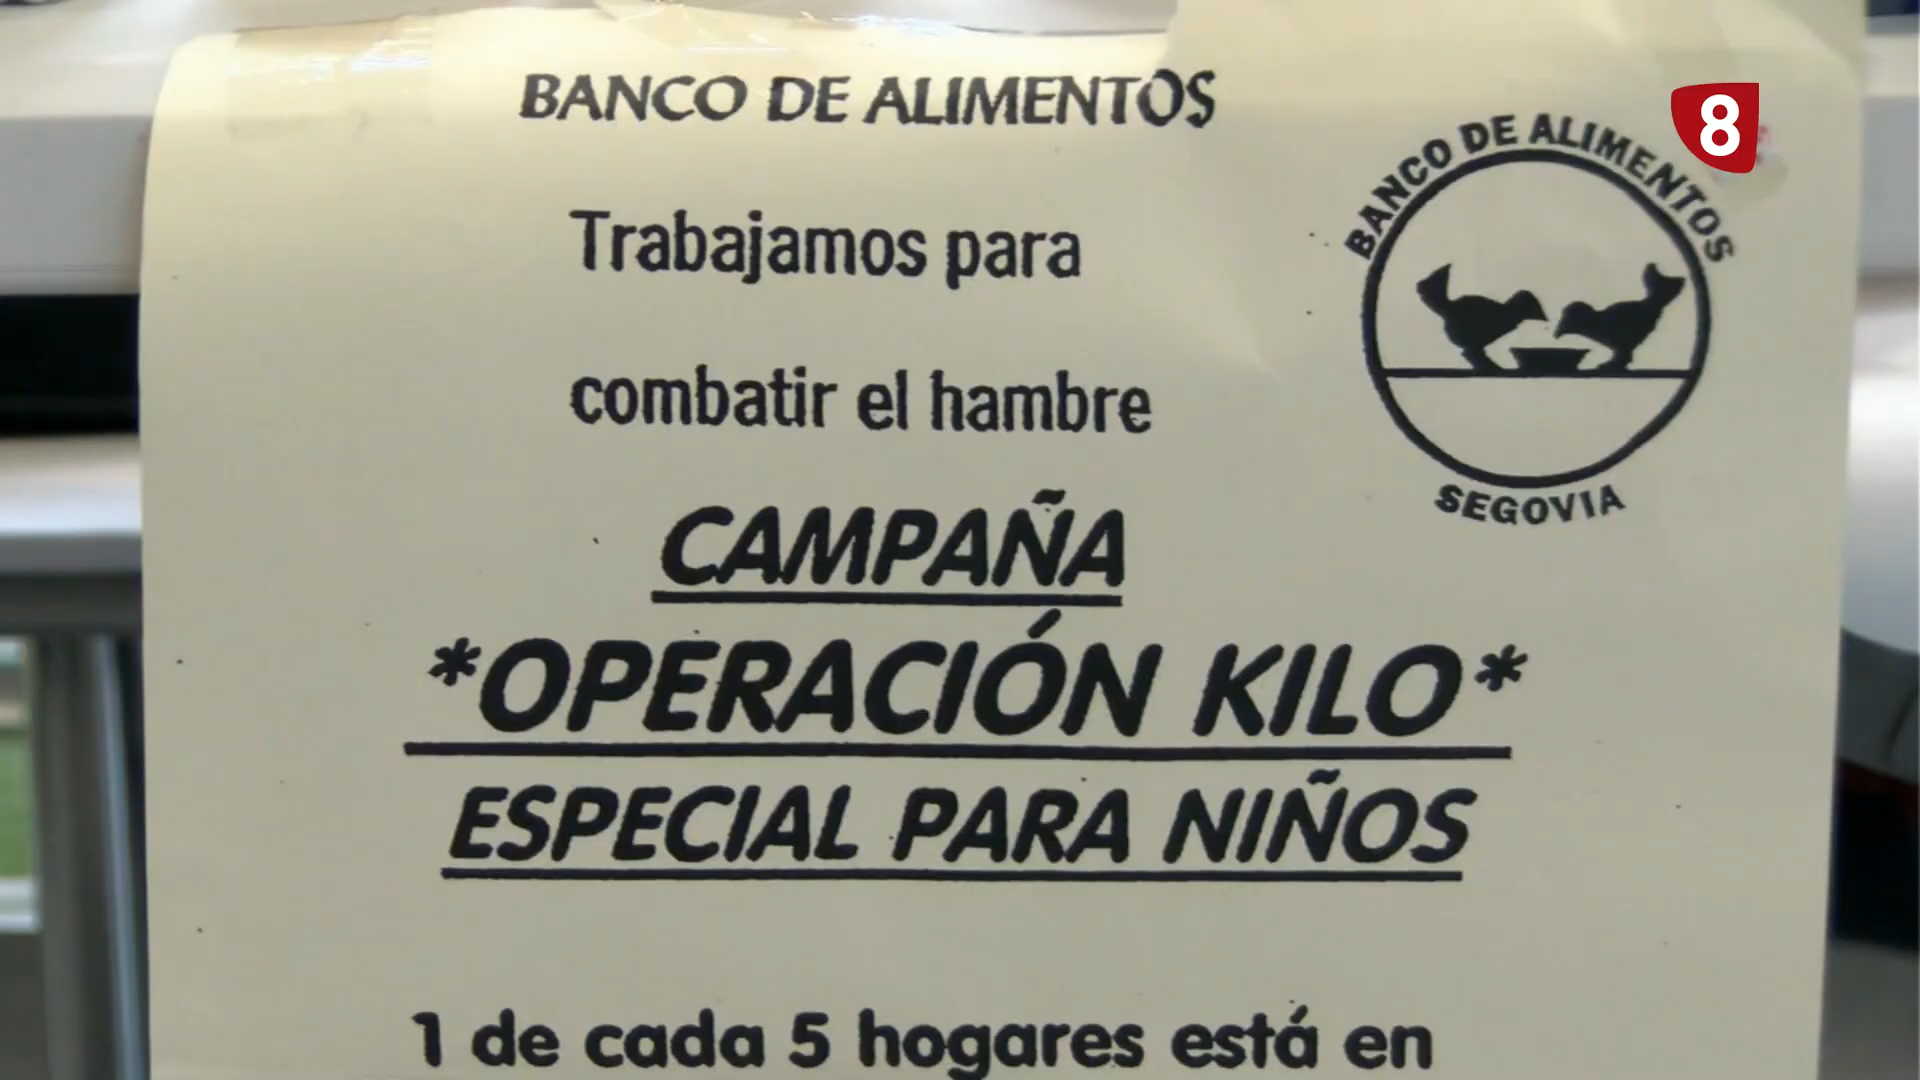 BANCO DE ALIMENTOS
8
BANCO DE ALIMENTOS
Trabajamos para
combatir el hambre
SEGOVIA
CAMPAÑA
*OPERACIÓN KILO*
ESPECIAL PARA NIÑOS
1 de cada 5 hogares está en